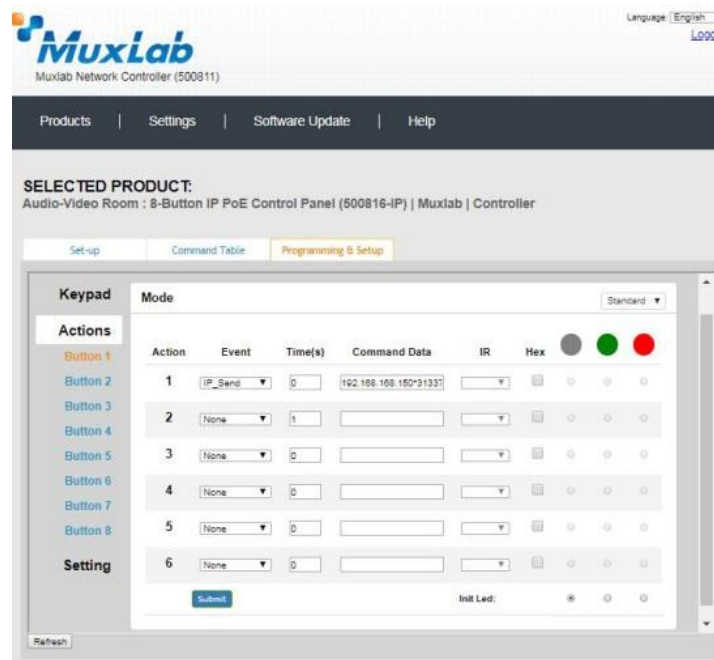 Language: English
MuxLab
Muxlab Network Controller (500811)
Products | Settings | Software Update | Help
SELECTED PRODUCT:
Audio-Video Room : 8-Button IP PoE Control Panel (500816-IP) | Muxlab | Controller
Set-up Command Table Programming & Setup
Keypad Mode Standard
Actions
Action Event Time(s) Command Data IR Hex
Button 1
Button 2 1 IP_Send 0 192.168.168.150*31337
Button 3
2 None 1
Button 4
Button 5 3 None 0
Button 6
4 None 0
Button 7
Button 8 5 None 0
Setting 6 None 0
Submit Init Led:
Refresh